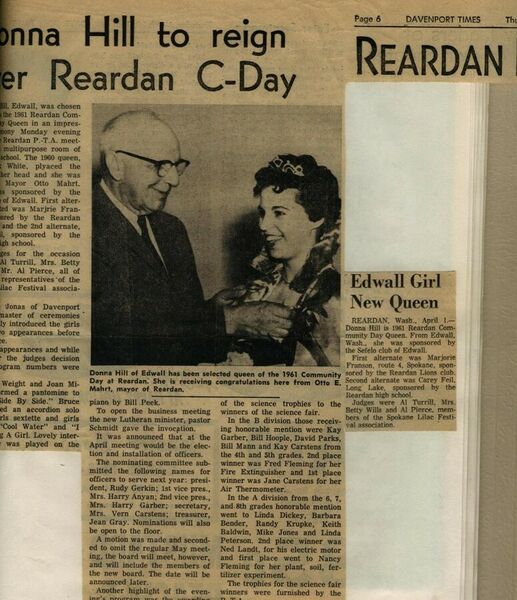 onna Hill to reign
er Reardan C-Day
Hill, Edwall, was chosen
the 1961 Reardan Com-
y Queen in an impres-
mony Monday evening
Reardan P.-T.A. meet-
multipurpose room of
school. The 1960 queen,
White, plyaced the
her head and she was
Mayor Otto Mahrt.
s sponsored by the
of Edwall. First alter-
ted was Marjrie Fran-
sored by the Reardan
and the 2nd alternate,
l, sponsored by the
igh school.
ges for the occasion
Al Turrill, Mrs. Betty
Mr. Al Pierce, all of
representatives of the
ilac Festival associa-
Jonas of Davenport
master of ceremonies
ly introduced the girls
o appearances before
e.
appearances and while
r the judges decision
rogram numbers were
Weight and Joan Mi-
ormed a pantomime to
Side By Side." Bruce
ed an accordion solo
rls sextette and girls
"Cool Water" and "I
g A Girl. Lovely inter-
was played on the
Donna Hill of Edwall has been selected queen of the 1961 Community
Day at Reardan. She is receiving congratulations here from Otto E.
Mahrt, mayor of Reardan.
piano by Bill Peek.
To open the business meeting
the new Lutheran minister, pastor
Schmidt gave the invocation.
It was announced that at the
April meeting would be the elec-
tion and installation of officers.
The nominating committee sub-
mitted the following names for
officers to serve next year: presi-
dent, Rudy Gerkin; 1st vice pres.,
Mrs. Harry Anyan; 2nd vice pres.,
Mrs. Harry Garber; secretary,
Mrs. Vern Carstens; treasurer,
Jean Gray. Nominations will also
be open to the floor.
A motion was made and second-
ed to omit the regular May meet-
ing, the board will meet, however,
and will include the members of
the new board. The date will be
announced later.
Another highlight of the eve-
ning's program was the awarding
of the science trophies to the
winners of the science fair.
In the B division those receiv-
ing honorable mention were Kay
Garber, Bill Hoople, David Parks,
Bill Mann and Kay Carstens from
the 4th and 5th grades. 2nd place
winner was Fred Fleming for his
Fire Extinguisher and 1st place
winner was Jane Carstens for her
Air Thermometer.
In the A division from the 6, 7,
and 8th grades honorable mention
went to Linda Dickey, Barbara
Bender, Randy Krupke, Keith
Baldwin, Mike Jones and Linda
Peterson. 2nd place winner was
Ned Landt, for his electric motor
and first place went to Nancy
Fleming for her plant, soil, fer-
tilizer experiment.
The trophies for the science fair
winners were furnished by the
Page 6 DAVENPORT TIMES Thu
REARDAN
Edwall Girl
New Queen
REARDAN, Wash., April 1.—
Donna Hill is 1961 Reardan Com-
munity Day Queen. From Edwall,
Wash., she was sponsored by
the Sefelo club of Edwall.
First alternate was Marjorie
Franson, route 4, Spokane, spon-
sored by the Reardan Lions club.
Second alternate was Carey Feil,
Long Lake, sponsored by the
Reardan high school.
Judges were Al Turrill, Mrs.
Betty Wills and Al Pierce, mem-
bers of the Spokane Lilac Festi-
val association.